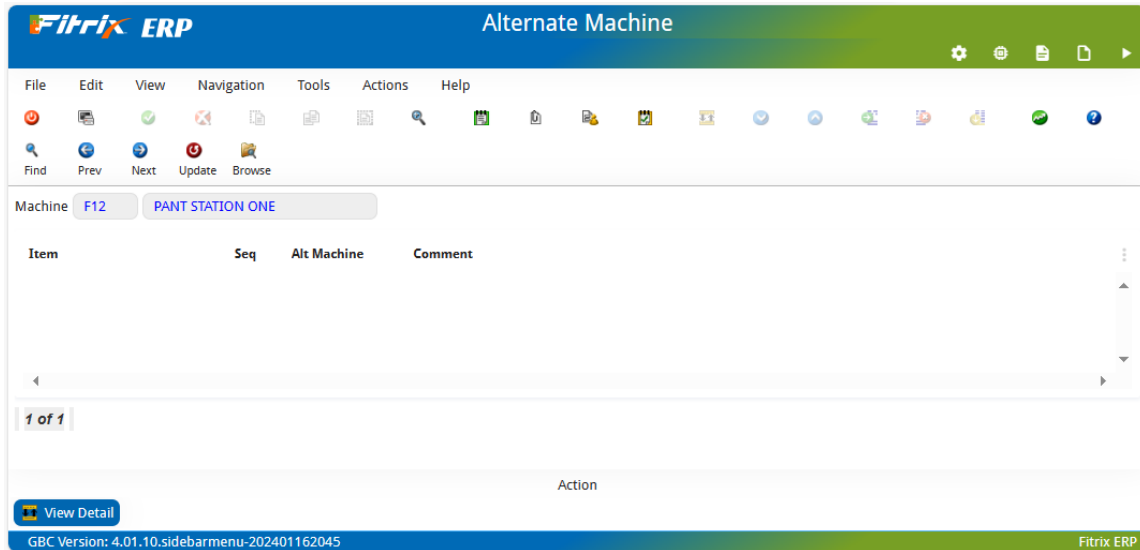 Fitrix ERP
Alternate Machine
File Edit View Navigation Tools Actions Help
Find Prev Next Update Browse
Machine F12 PANT STATION ONE
Item Seq Alt Machine Comment
1 of 1
Action
View Detail
GBC Version: 4.01.10.sidebarmenu-202401162045 Fitrix ERP